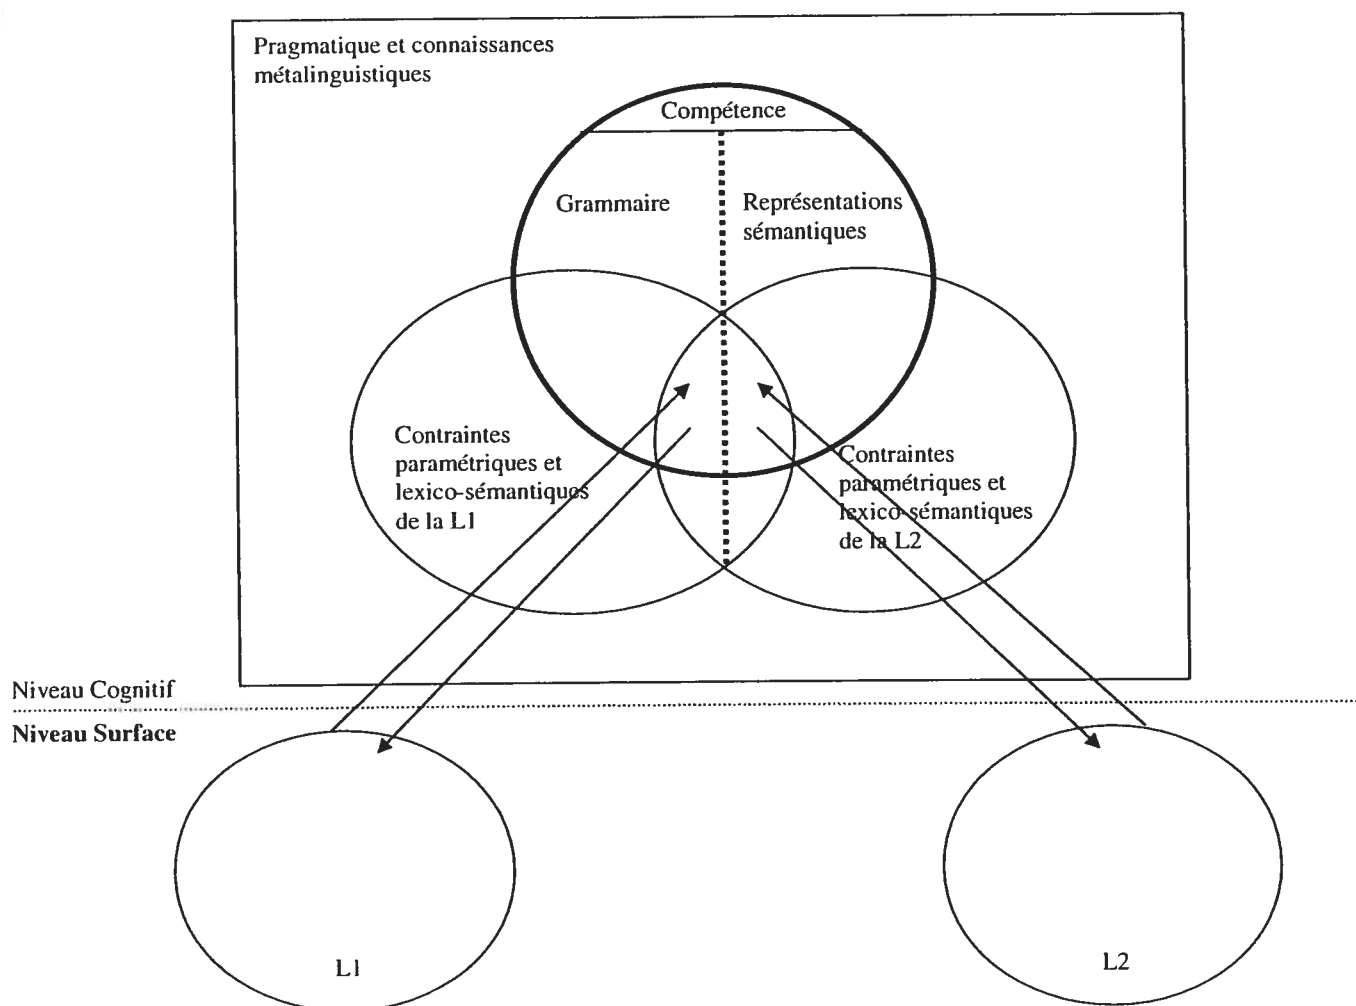 Pragmatique et connaissances
métalinguistiques
Compétence
Grammaire
Représentations
sémantiques
Contraintes
paramétriques et
lexico-sémantiques
de la L1
Contraintes
paramétriques et
lexico-sémantiques
de la L2
Niveau Cognitif
Niveau Surface
L1
L2